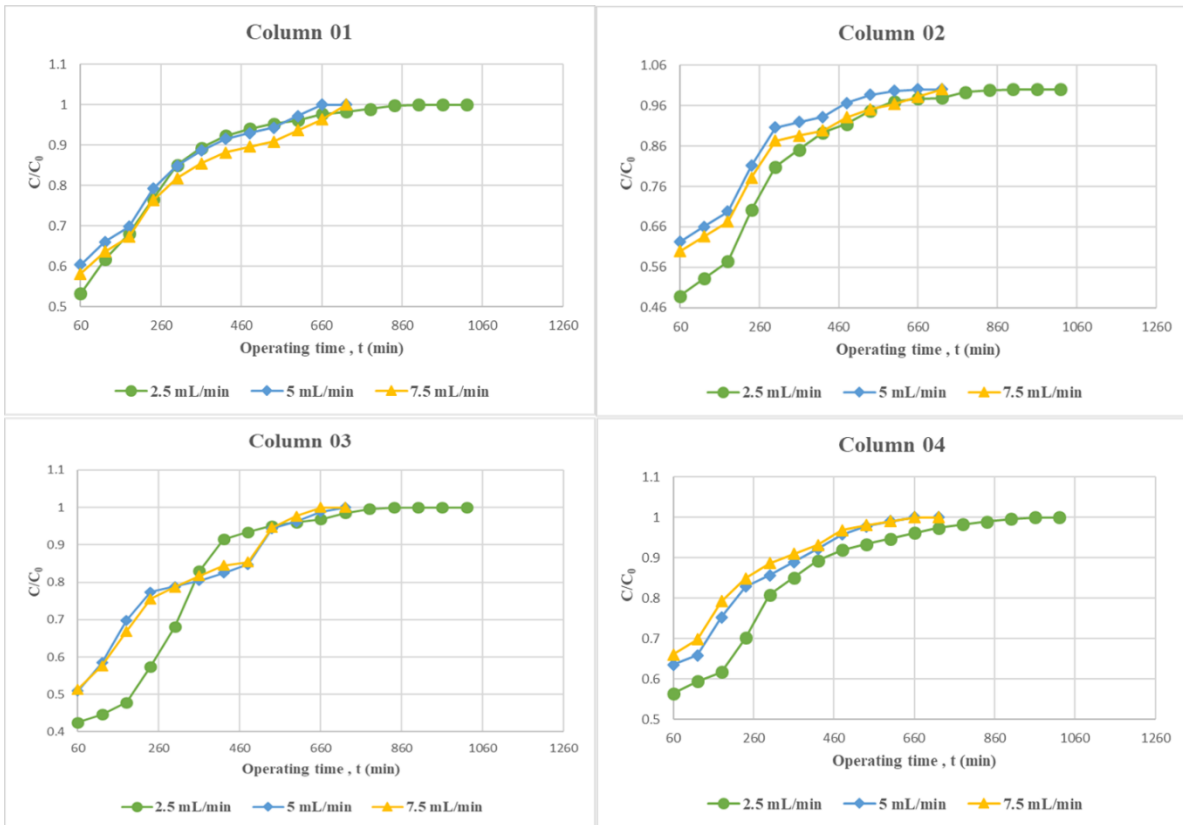 Column 01
1.1
1
0.9
0.8
0.7
0.6
0.5
C/C₀
60 260 460 660 860 1060 1260
Operating time , t (min)
2.5 mL/min 5 mL/min 7.5 mL/min
Column 02
1.06
0.96
0.86
0.76
0.66
0.56
0.46
C/C₀
60 260 460 660 860 1060 1260
Operating time , t (min)
2.5 mL/min 5 mL/min 7.5 mL/min
Column 03
1.1
1
0.9
0.8
0.7
0.6
0.5
0.4
C/C₀
60 260 460 660 860 1060 1260
Operating time , t (min)
2.5 mL/min 5 mL/min 7.5 mL/min
Column 04
1.1
1
0.9
0.8
0.7
0.6
0.5
C/C₀
60 260 460 660 860 1060 1260
Operating time , t (min)
2.5 mL/min 5 mL/min 7.5 mL/min